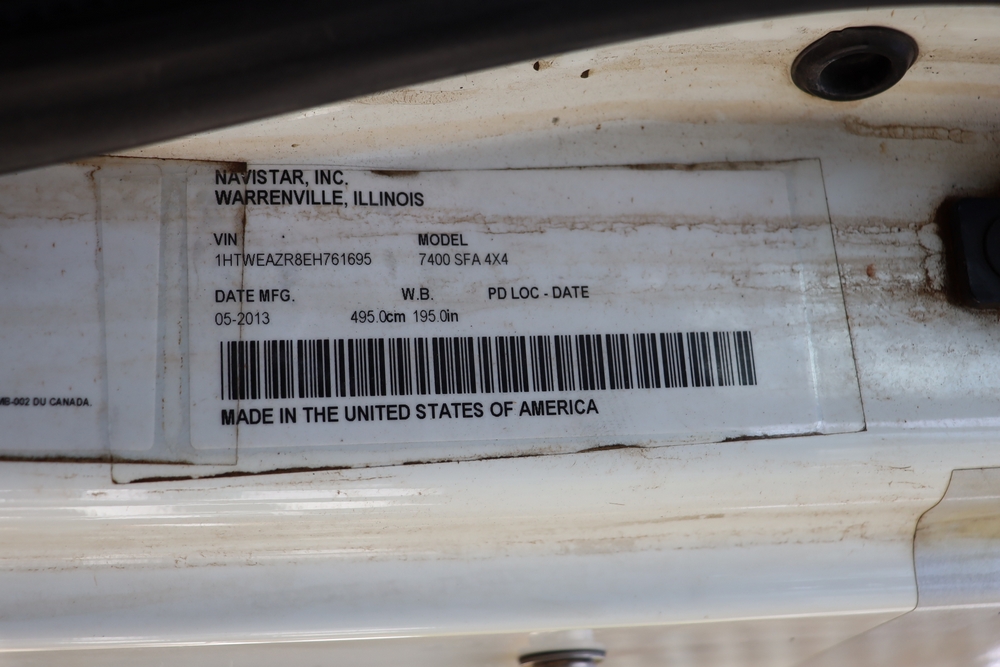 NAVISTAR, INC.
WARRENVILLE, ILLINOIS
VIN MODEL
1HTWEAZR8EH761695 7400 SFA 4X4
DATE MFG. W.B. PD LOC - DATE
05-2013 495.0cm 195.0in
MADE IN THE UNITED STATES OF AMERICA
DU CANADA.